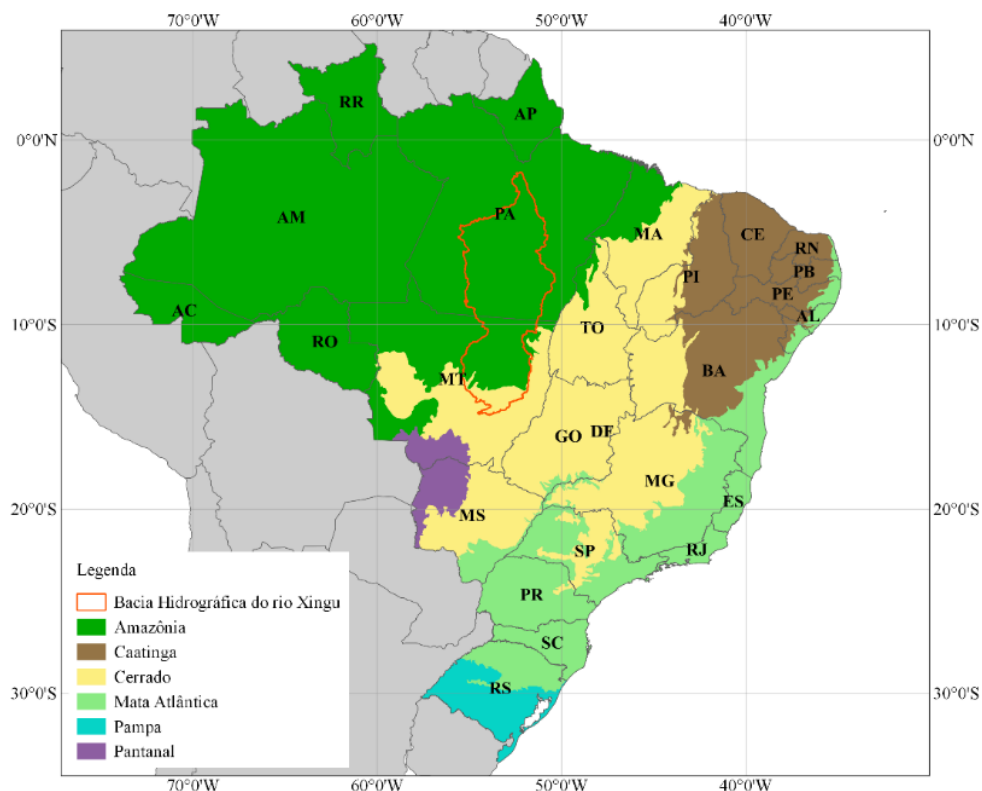 70°0'W 60°0'W 50°0'W 40°0'W
RR
AP
0°0'N 0°0'N
AM PA
MA CE
RN
PI PB
PE
AC AL
10°0'S 10°0'S
RO TO
MT BA
GO DF
MG
ES
20°0'S MS 20°0'S
SP RJ
PR
SC
RS
30°0'S 30°0'S
Legenda
Bacia Hidrográfica do rio Xingu
Amazônia
Caatinga
Cerrado
Mata Atlântica
Pampa
Pantanal
70°0'W 60°0'W 50°0'W 40°0'W